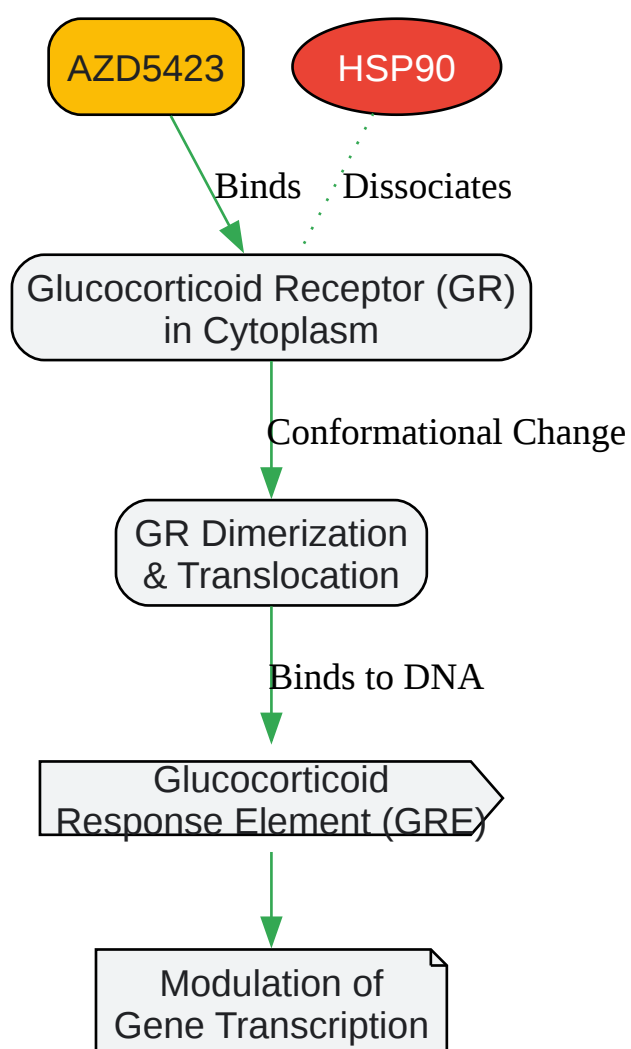 AZD5423
HSP90
Binds
Dissociates
Glucocorticoid Receptor (GR)
in Cytoplasm
Conformational Change
GR Dimerization
& Translocation
Binds to DNA
Glucocorticoid
Response Element (GRE)
Modulation of
Gene Transcription